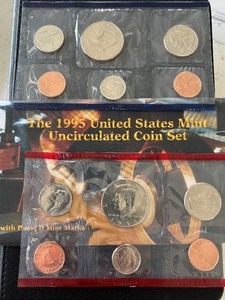 The 1995 United States Mint
Uncirculated Coin Set
with P and D Mint Marks